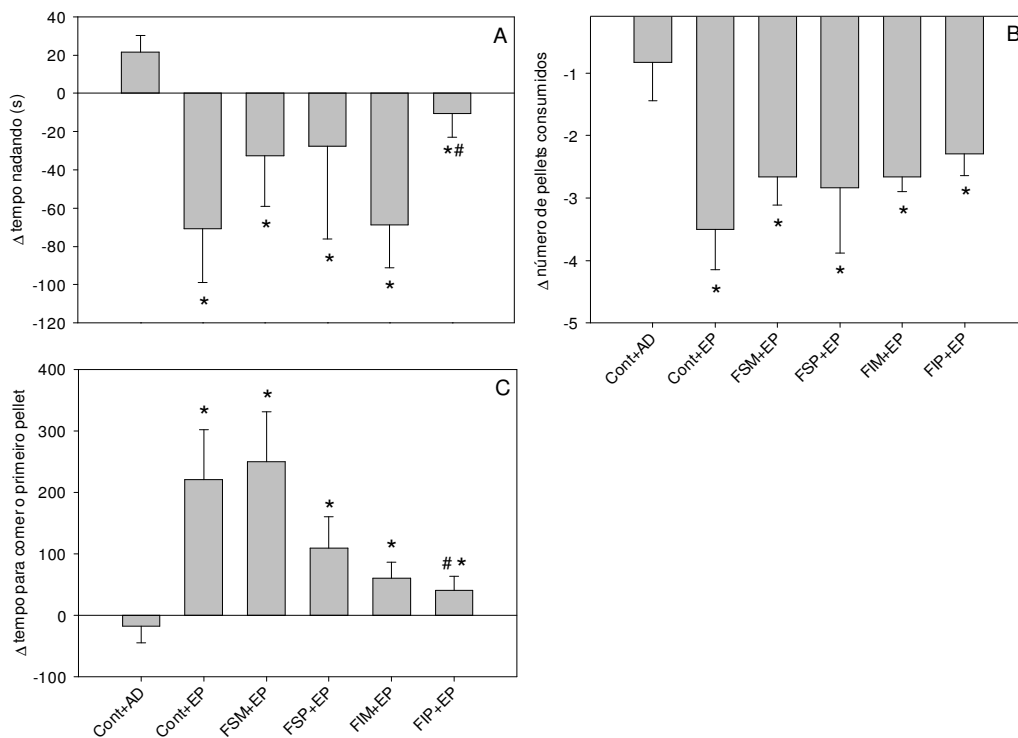 A
Δ tempo nadando (s)
40
20
0
-20
-40
-60
-80
-100
-120
*
*
*
*
*#
B
Δ número de pellets consumidos
-1
-2
-3
-4
-5
*
*
*
*
*
Cont+AD
Cont+EP
FSM+EP
FSP+EP
FIM+EP
FIP+EP
C
Δ tempo para comer o primeiro pellet
400
300
200
100
0
-100
*
*
*
*
# *
Cont+AD
Cont+EP
FSM+EP
FSP+EP
FIM+EP
FIP+EP